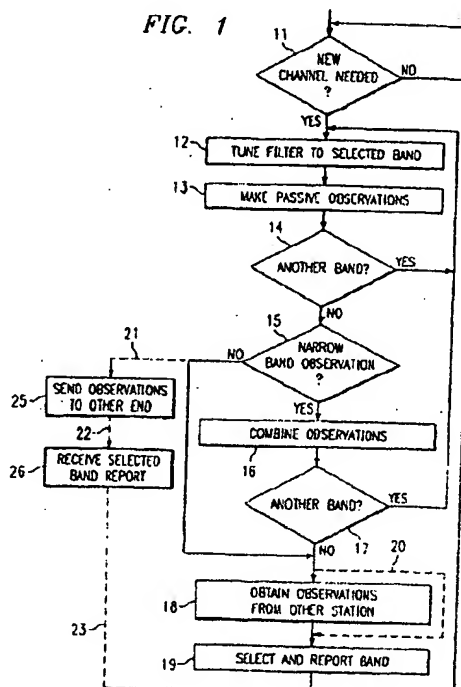 FIG. 1
11
NEW
CHANNEL NEEDED
?
NO
YES
12
TUNE FILTER TO SELECTED BAND
13
MAKE PASSIVE OBSERVATIONS
14
ANOTHER BAND?
YES
NO
15
21
NO
NARROW
BAND OBSERVATION
?
YES
25
SEND OBSERVATIONS
TO OTHER END
22
COMBINE OBSERVATIONS
16
26
RECEIVE SELECTED
BAND REPORT
ANOTHER BAND?
YES
17
NO
20
18
OBTAIN OBSERVATIONS
FROM OTHER STATION
23
19
SELECT AND REPORT BAND